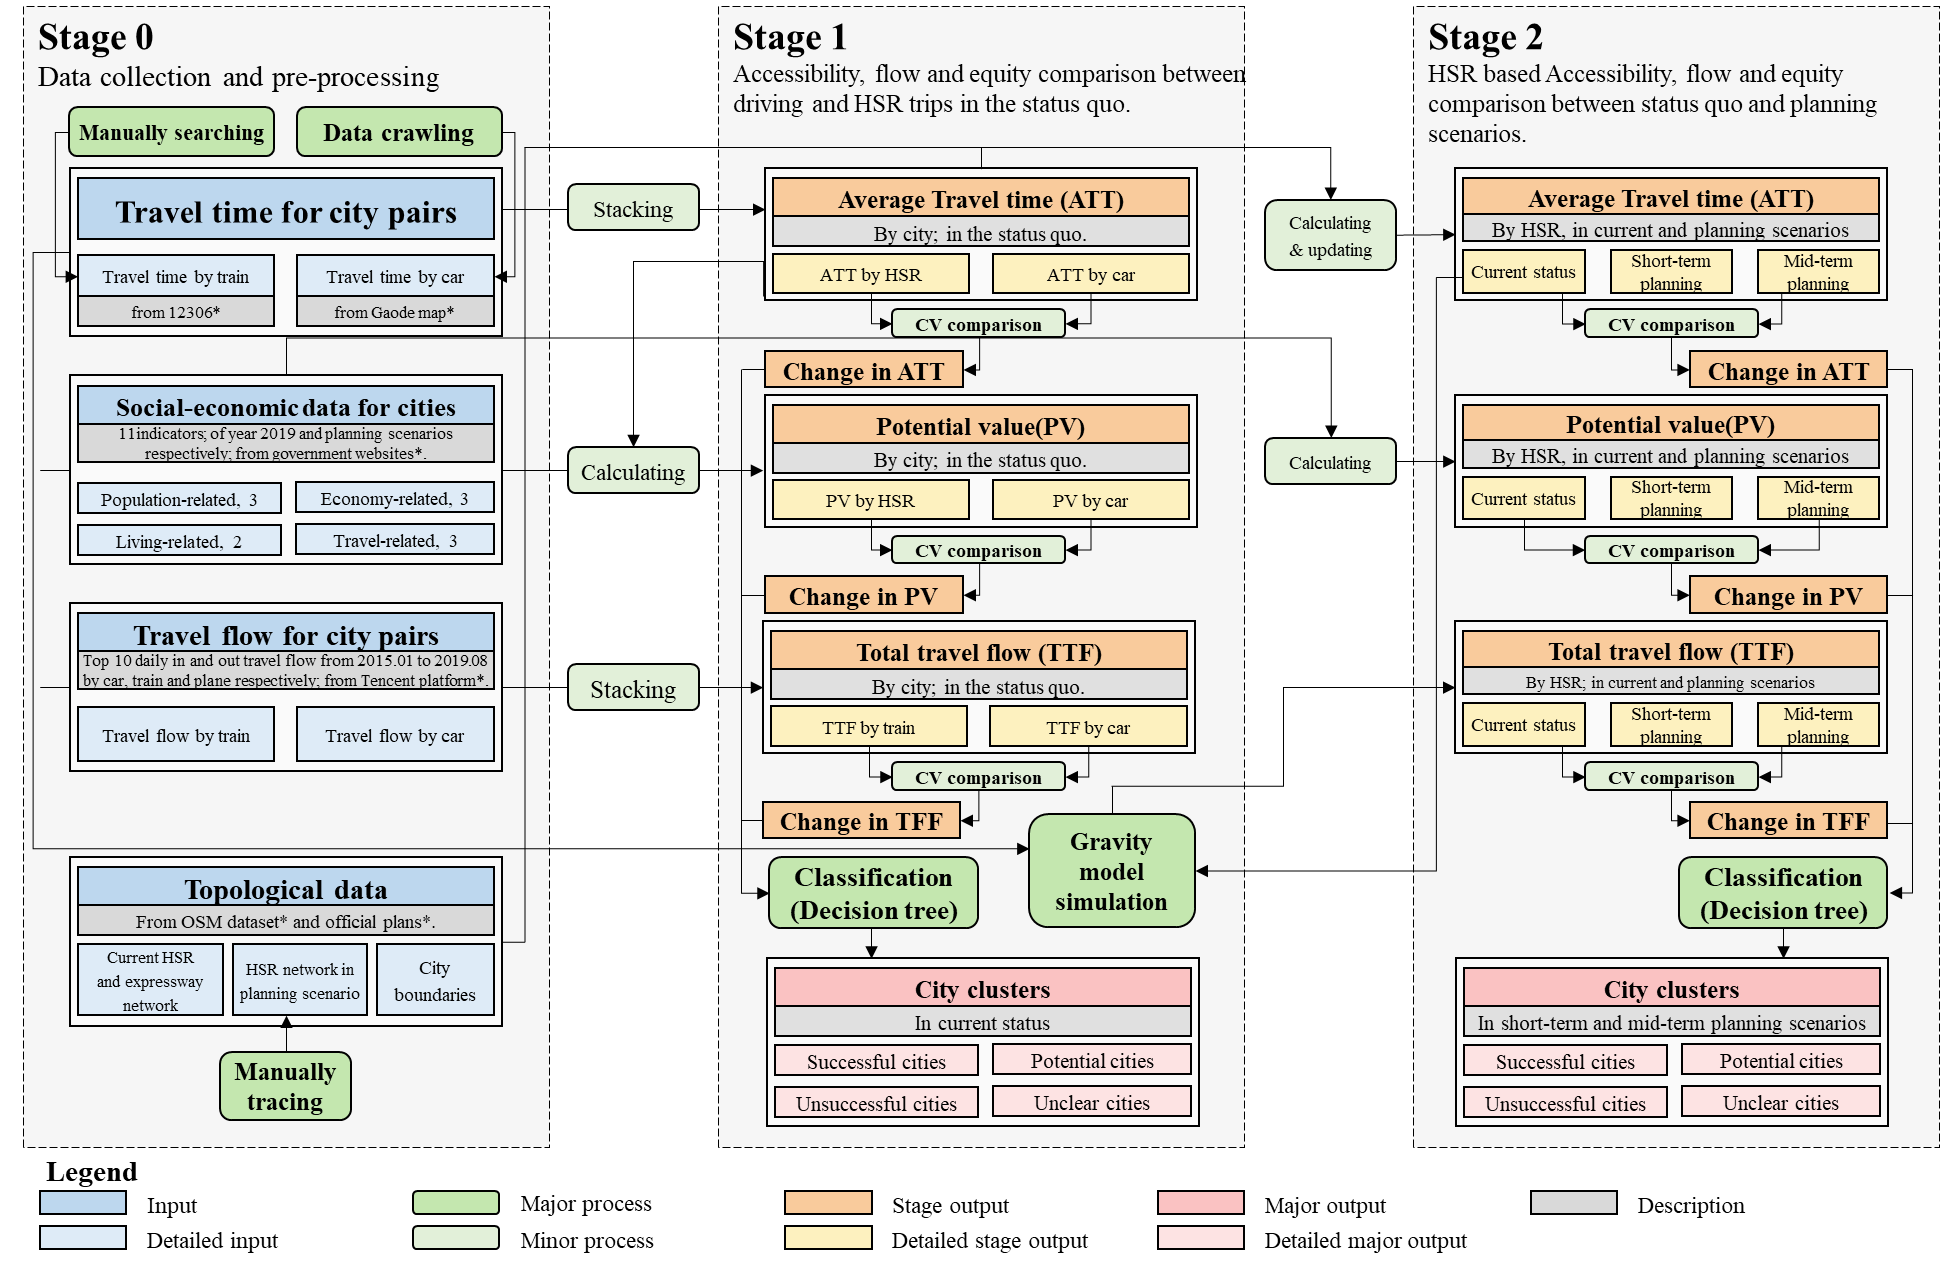 Stage 0
Data collection and pre-processing
Manually searching
Data crawling
Travel time for city pairs
Travel time by train
from 12306*
Travel time by car
from Gaode map*
Social-economic data for cities
11indicators; of year 2019 and planning scenarios
respectively; from government websites*.
Population-related, 3
Economy-related, 3
Living-related, 2
Travel-related, 3
Travel flow for city pairs
Top 10 daily in and out travel flow from 2015.01 to 2019.08
by car, train and plane respectively; from Tencent platform*.
Travel flow by train
Travel flow by car
Topological data
From OSM dataset* and official plans*.
Current HSR
and expressway
network
HSR network in
planning scenario
City
boundaries
Manually
tracing
Stacking
Calculating
Stacking
Stage 1
Accessibility, flow and equity comparison between
driving and HSR trips in the status quo.
Average Travel time (ATT)
By city; in the status quo.
ATT by HSR
ATT by car
CV comparison
Change in ATT
Potential value(PV)
By city; in the status quo.
PV by HSR
PV by car
CV comparison
Change in PV
Total travel flow (TTF)
By city; in the status quo.
TTF by train
TTF by car
CV comparison
Change in TFF
Gravity
model
simulation
Classification
(Decision tree)
City clusters
In current status
Successful cities
Potential cities
Unsuccessful cities
Unclear cities
Calculating
& updating
Calculating
Stage 2
HSR based Accessibility, flow and equity
comparison between status quo and planning
scenarios.
Average Travel time (ATT)
By HSR, in current and planning scenarios
Current status
Short-term
planning
Mid-term
planning
CV comparison
Change in ATT
Potential value(PV)
By HSR, in current and planning scenarios
Current status
Short-term
planning
Mid-term
planning
CV comparison
Change in PV
Total travel flow (TTF)
By HSR; in current and planning scenarios
Current status
Short-term
planning
Mid-term
planning
CV comparison
Change in TFF
Classification
(Decision tree)
City clusters
In short-term and mid-term planning scenarios
Successful cities
Potential cities
Unsuccessful cities
Unclear cities
Legend
Input
Major process
Stage output
Major output
Description
Detailed input
Minor process
Detailed stage output
Detailed major output